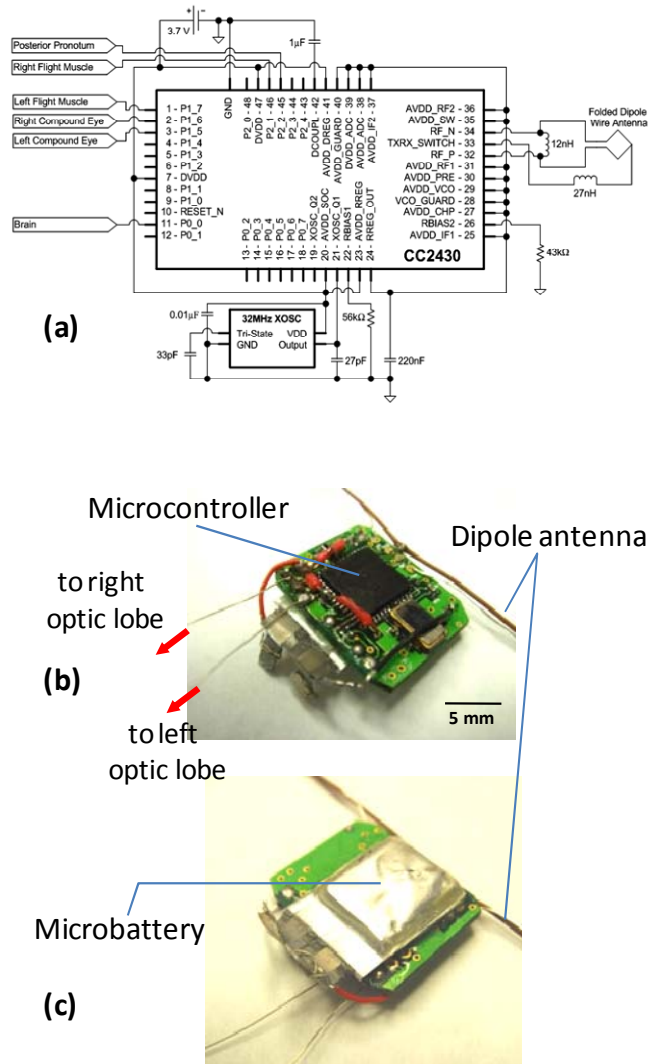 3.7 V
+
−
1μF
Posterior Pronotum
Right Flight Muscle
Left Flight Muscle
Right Compound Eye
Left Compound Eye
Brain
GND
P2_0 - 48
DVDD - 47
P2_1 - 46
P2_2 - 45
P2_3 - 44
P2_4 - 43
DCOUPL - 42
AVDD_DREG - 41
AVDD_GUARD - 40
DVDD_ADC - 39
AVDD_ADC - 38
AVDD_IF2 - 37
1 - P1_7
2 - P1_6
3 - P1_5
4 - P1_4
5 - P1_3
6 - P1_2
7 - DVDD
8 - P1_1
9 - P1_0
10 - RESET_N
11 - P0_0
12 - P0_1
13 - P0_2
14 - P0_3
15 - P0_4
16 - P0_5
17 - P0_6
18 - P0_7
19 - XOSC_Q2
20 - AVDD_SOC
21 - XOSC_Q1
22 - RBIAS1
23 - AVDD_RREG
24 - RREG_OUT
AVDD_RF2 - 36
AVDD_SW - 35
RF_N - 34
TXRX_SWITCH - 33
RF_P - 32
AVDD_RF1 - 31
AVDD_PRE - 30
AVDD_VCO - 29
VCO_GUARD - 28
AVDD_CHP - 27
RBIAS2 - 26
AVDD_IF1 - 25
CC2430
Folded Dipole
Wire Antenna
12nH
27nH
43kΩ
(a)
0.01μF
32MHz XOSC
Tri-State
VDD
GND
Output
33pF
56kΩ
27pF
220nF
Microcontroller
Dipole antenna
to right
optic lobe
(b)
5 mm
to left
optic lobe
Microbattery
(c)